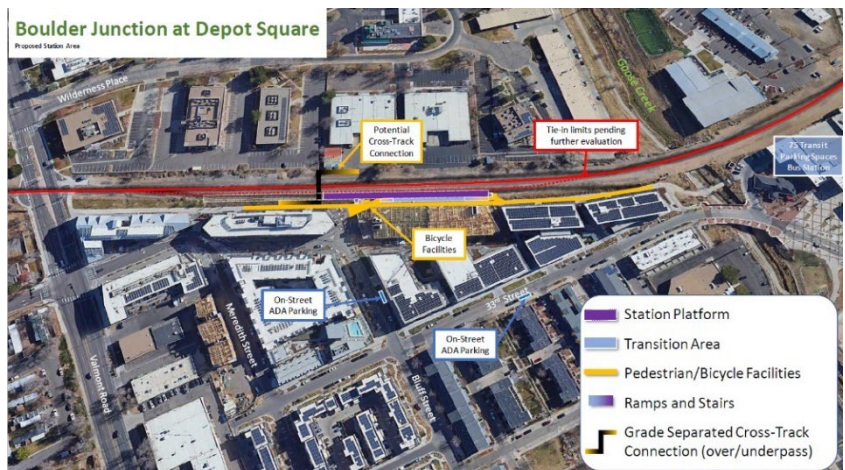 Boulder Junction at Depot Square
Proposed Station Area
Wilderness Place
Goose Creek
Potential
Cross-Track
Connection
Tie-in limits pending
further evaluation
75 Transit
Parking Spaces
Bus Station
Bicycle
Facilities
On-Street
ADA Parking
33rd Street
Meredith Street
On-Street
ADA Parking
Valmont Road
Bluff Street
Station Platform
Transition Area
Pedestrian/Bicycle Facilities
Ramps and Stairs
Grade Separated Cross-Track
Connection (over/underpass)